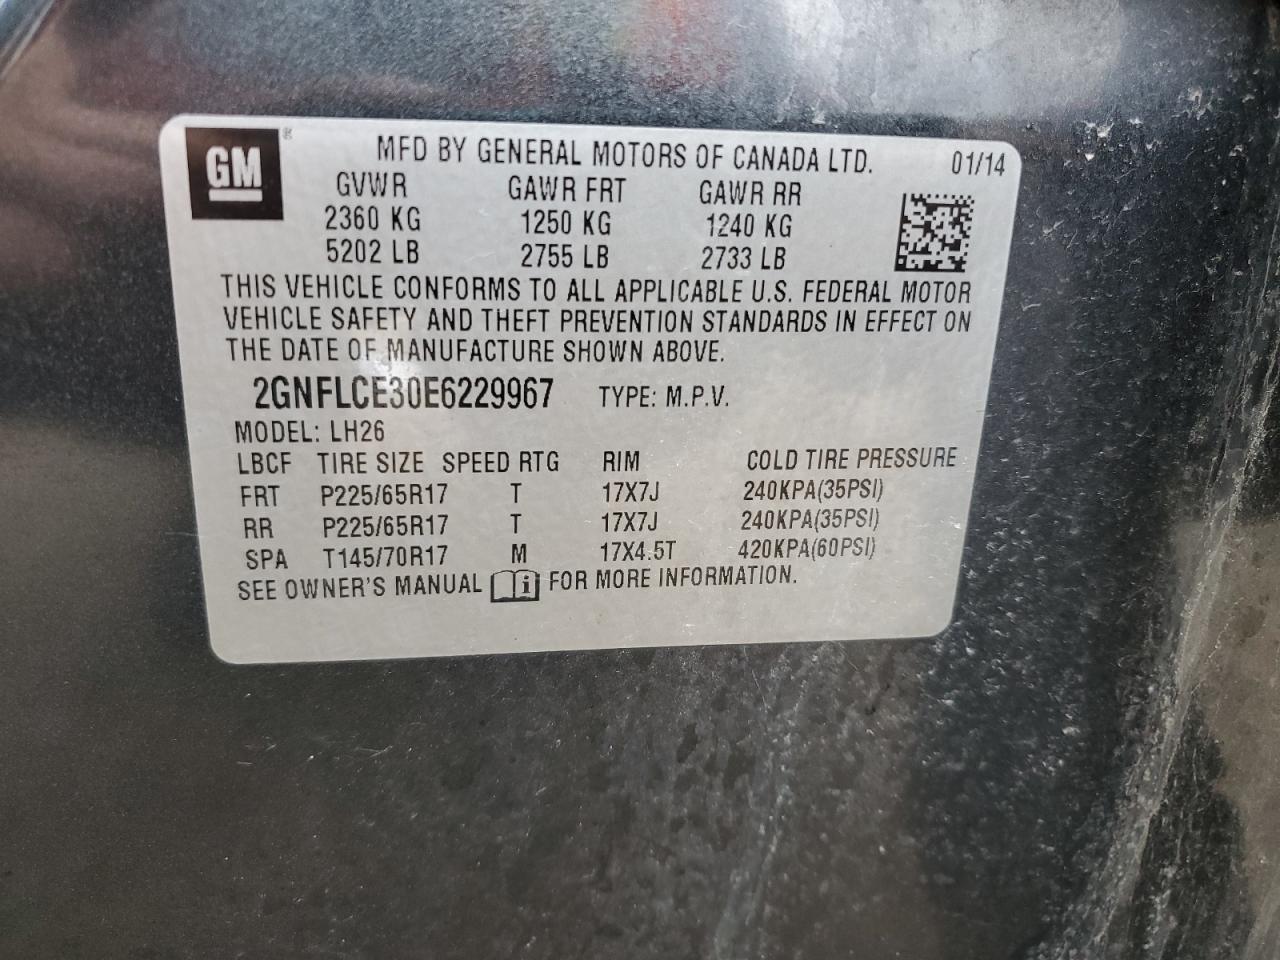 GM®
MFD BY GENERAL MOTORS OF CANADA LTD. 01/14
GVWR GAWR FRT GAWR RR
2360 KG 1250 KG 1240 KG
5202 LB 2755 LB 2733 LB
THIS VEHICLE CONFORMS TO ALL APPLICABLE U.S. FEDERAL MOTOR
VEHICLE SAFETY AND THEFT PREVENTION STANDARDS IN EFFECT ON
THE DATE OF MANUFACTURE SHOWN ABOVE.
2GNFLCE30E6229967 TYPE: M.P.V.
MODEL: LH26
LBCF TIRE SIZE SPEED RTG RIM COLD TIRE PRESSURE
FRT P225/65R17 T 17X7J 240KPA(35PSI)
RR P225/65R17 T 17X7J 240KPA(35PSI)
SPA T145/70R17 M 17X4.5T 420KPA(60PSI)
SEE OWNER'S MANUAL i FOR MORE INFORMATION.